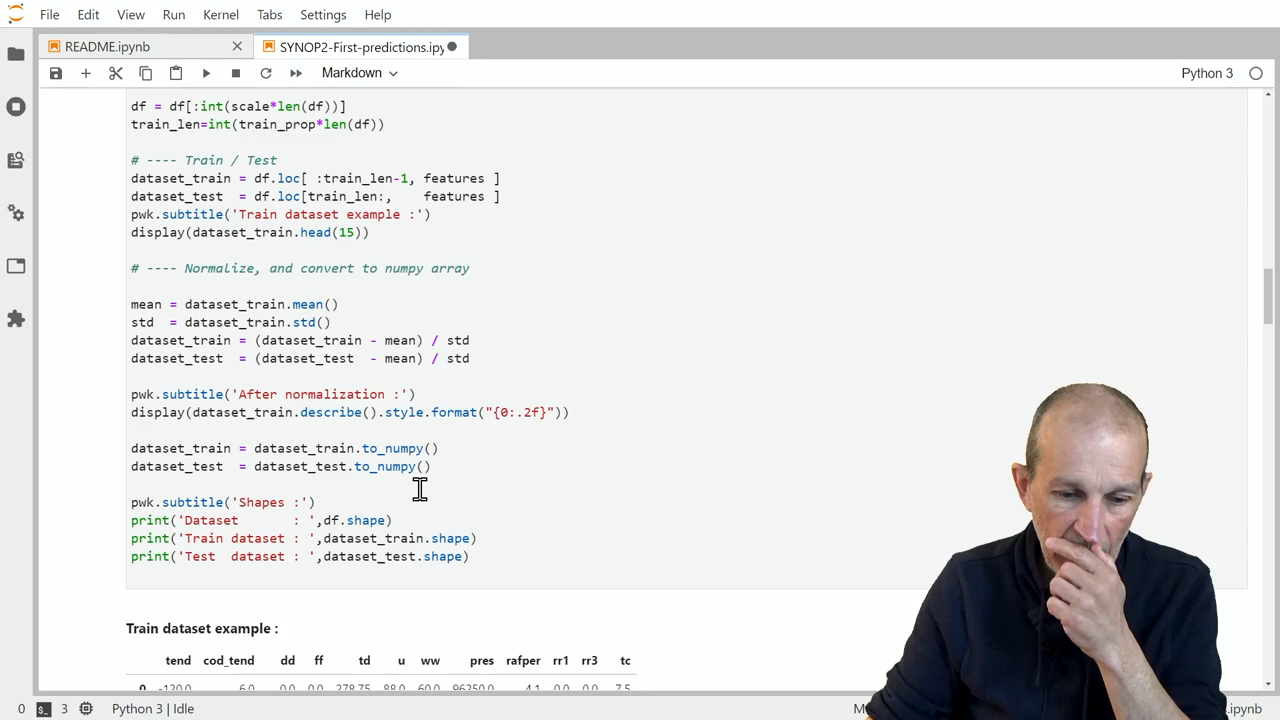 File Edit View Run Kernel Tabs Settings Help
README.ipynb
SYNOP2-First-predictions.ipy
Markdown
Python 3
df = df[:int(scale*len(df))]
train_len=int(train_prop*len(df))
# ---- Train / Test
dataset_train = df.loc[ :train_len-1, features ]
dataset_test  = df.loc[train_len:,    features ]
pwk.subtitle('Train dataset example :')
display(dataset_train.head(15))
# ---- Normalize, and convert to numpy array
mean = dataset_train.mean()
std  = dataset_train.std()
dataset_train = (dataset_train - mean) / std
dataset_test  = (dataset_test  - mean) / std
pwk.subtitle('After normalization :')
display(dataset_train.describe().style.format("{0:.2f}"))
dataset_train = dataset_train.to_numpy()
dataset_test  = dataset_test.to_numpy()
pwk.subtitle('Shapes :')
print('Dataset       : ',df.shape)
print('Train dataset : ',dataset_train.shape)
print('Test  dataset : ',dataset_test.shape)
Train dataset example :
tend cod_tend dd ff td u ww pres rafper rr1 rr3 tc
0 -120.0 6.0 0.0 0.0 278.75 88.0 60.0 96250.0 4.1 0.0 0.0 7.5
0 3 Python 3 | Idle
.ipynb